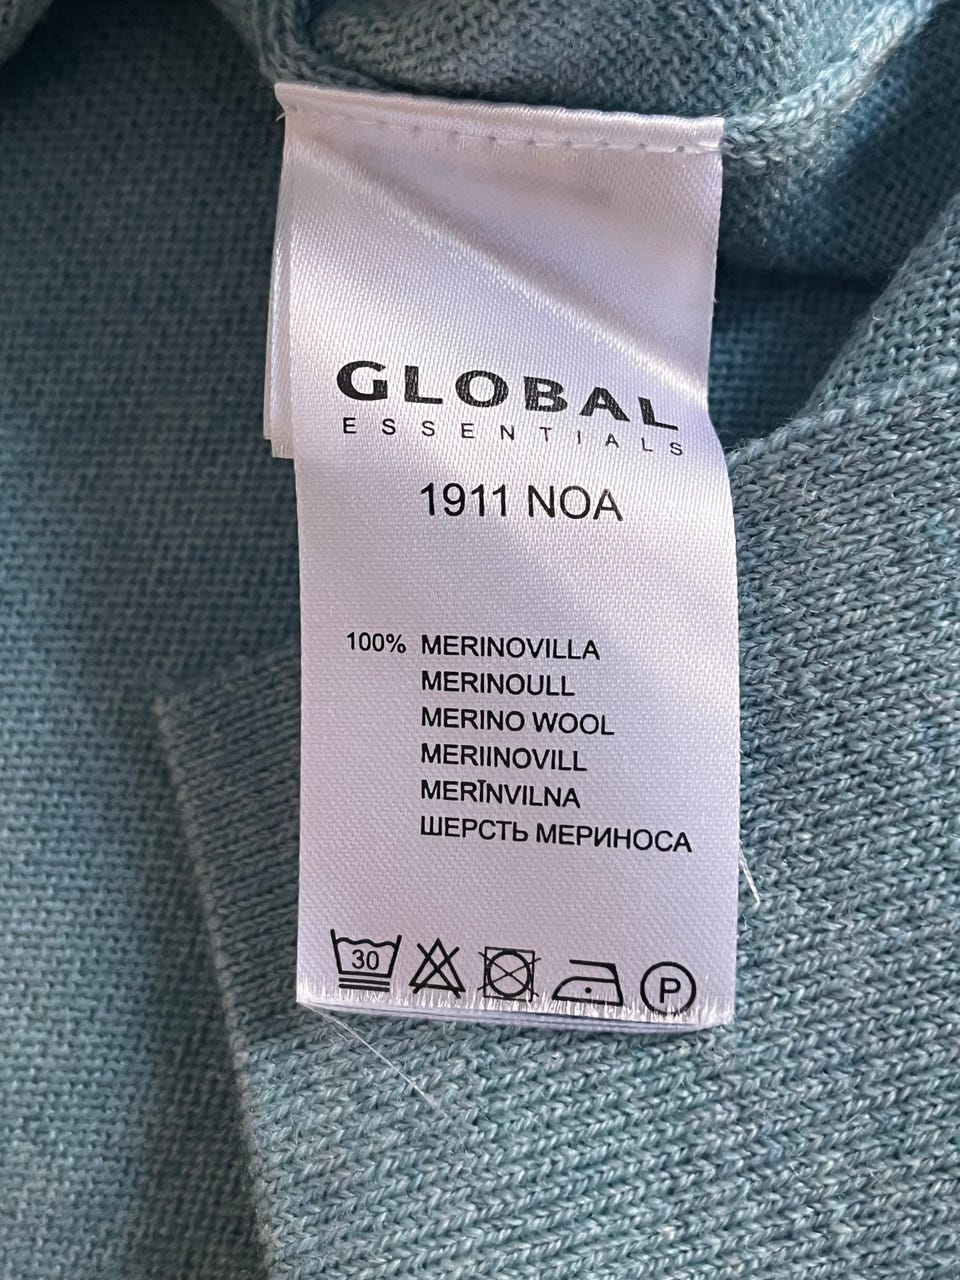 GLOBAL
ESSENTIALS
1911 NOA
100% MERINOVILLA
MERINOULL
MERINO WOOL
MERIINOVILL
MERĪNVILNA
ШЕРСТЬ МЕРИНОСА
30 P